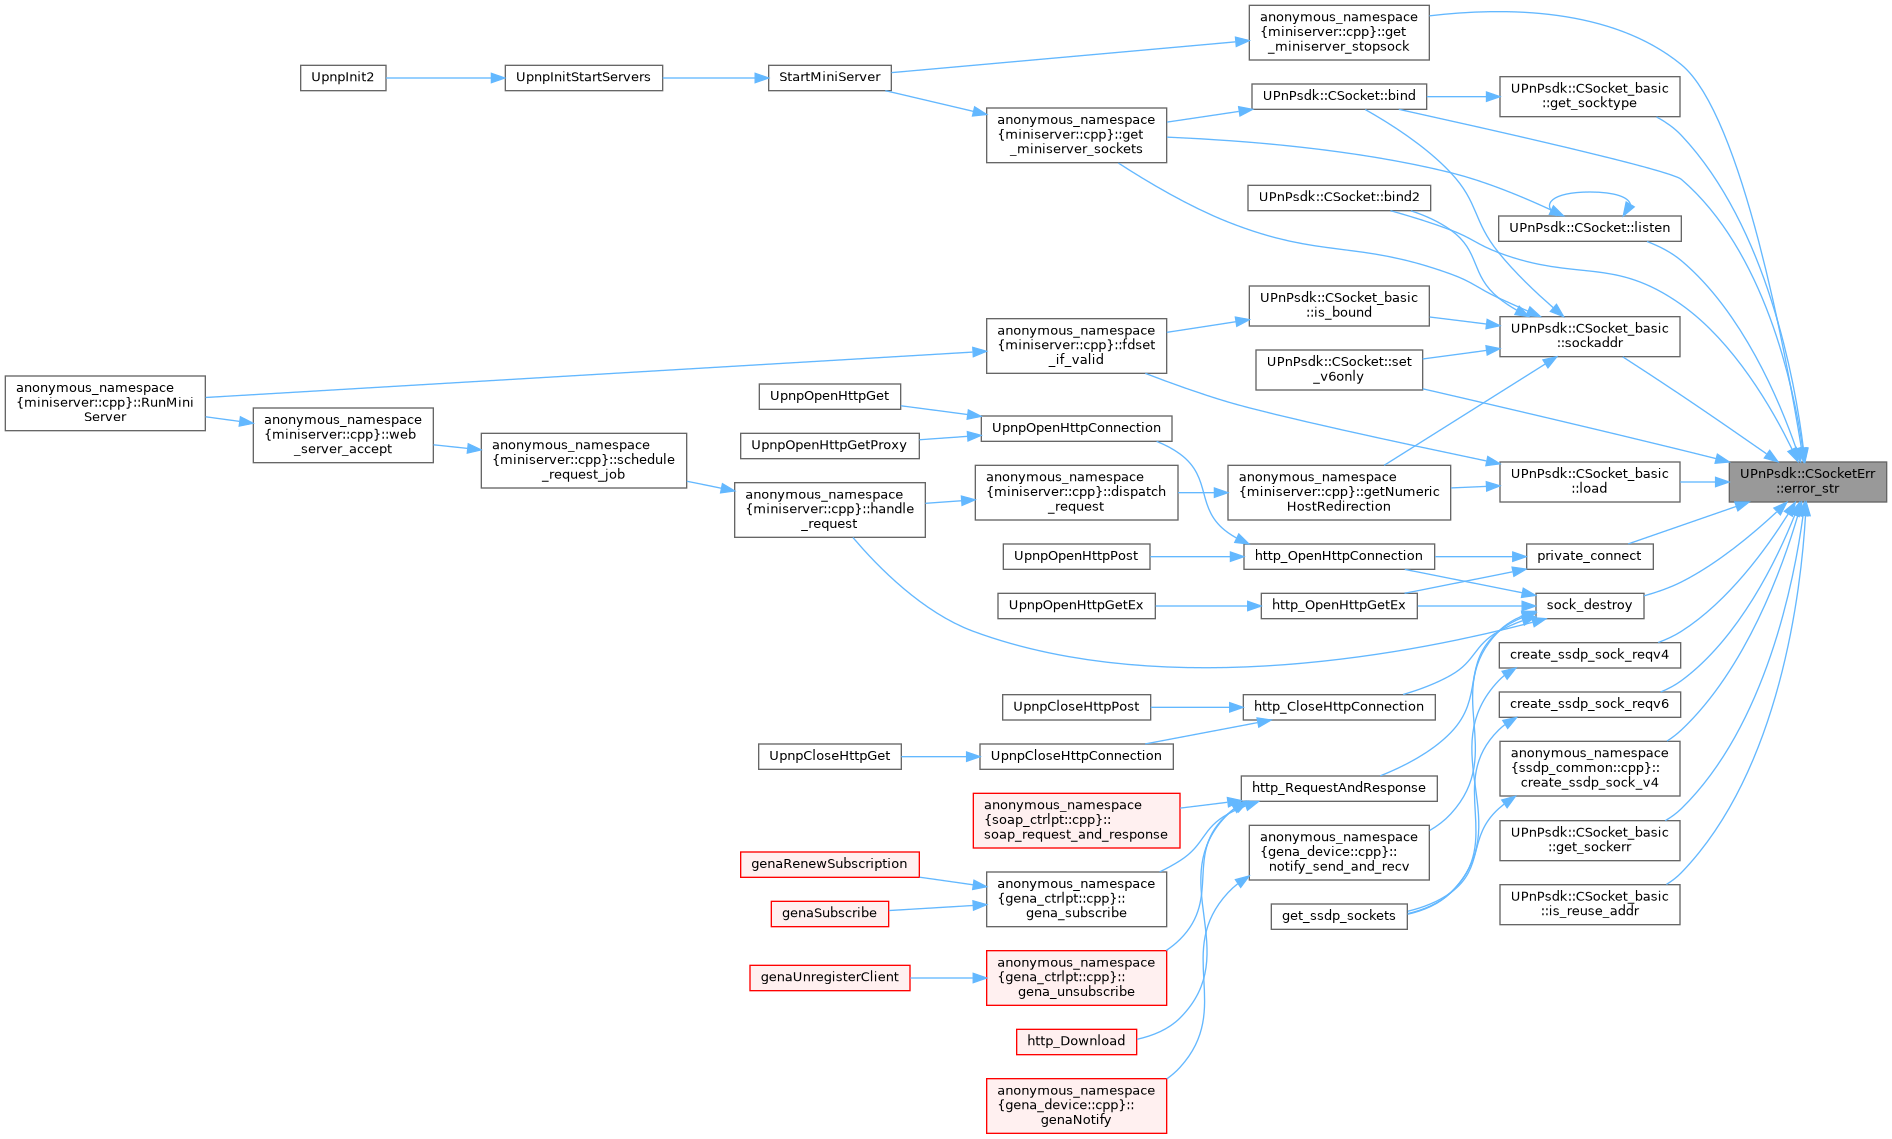 anonymous_namespace
{miniserver::cpp}::get
_miniserver_stopsock
UpnpInit2
UpnpInitStartServers
StartMiniServer
UPnPsdk::CSocket::bind
UPnPsdk::CSocket_basic
::get_socktype
anonymous_namespace
{miniserver::cpp}::get
_miniserver_sockets
UPnPsdk::CSocket::bind2
UPnPsdk::CSocket::listen
UPnPsdk::CSocket_basic
::is_bound
UPnPsdk::CSocket_basic
::sockaddr
anonymous_namespace
{miniserver::cpp}::fdset
_if_valid
UPnPsdk::CSocket::set
_v6only
anonymous_namespace
{miniserver::cpp}::RunMini
Server
UpnpOpenHttpGet
anonymous_namespace
{miniserver::cpp}::web
_server_accept
UpnpOpenHttpConnection
UpnpOpenHttpGetProxy
anonymous_namespace
{miniserver::cpp}::schedule
_request_job
anonymous_namespace
{miniserver::cpp}::dispatch
_request
anonymous_namespace
{miniserver::cpp}::getNumeric
HostRedirection
UPnPsdk::CSocket_basic
::load
UPnPsdk::CSocketErr
::error_str
anonymous_namespace
{miniserver::cpp}::handle
_request
UpnpOpenHttpPost
http_OpenHttpConnection
private_connect
UpnpOpenHttpGetEx
http_OpenHttpGetEx
sock_destroy
create_ssdp_sock_reqv4
UpnpCloseHttpPost
http_CloseHttpConnection
create_ssdp_sock_reqv6
UpnpCloseHttpGet
UpnpCloseHttpConnection
anonymous_namespace
{ssdp_common::cpp}::
create_ssdp_sock_v4
http_RequestAndResponse
anonymous_namespace
{soap_ctrlpt::cpp}::
soap_request_and_response
UPnPsdk::CSocket_basic
::get_sockerr
anonymous_namespace
{gena_device::cpp}::
notify_send_and_recv
genaRenewSubscription
anonymous_namespace
{gena_ctrlpt::cpp}::
gena_subscribe
genaSubscribe
get_ssdp_sockets
UPnPsdk::CSocket_basic
::is_reuse_addr
genaUnregisterClient
anonymous_namespace
{gena_ctrlpt::cpp}::
gena_unsubscribe
http_Download
anonymous_namespace
{gena_device::cpp}::
genaNotify